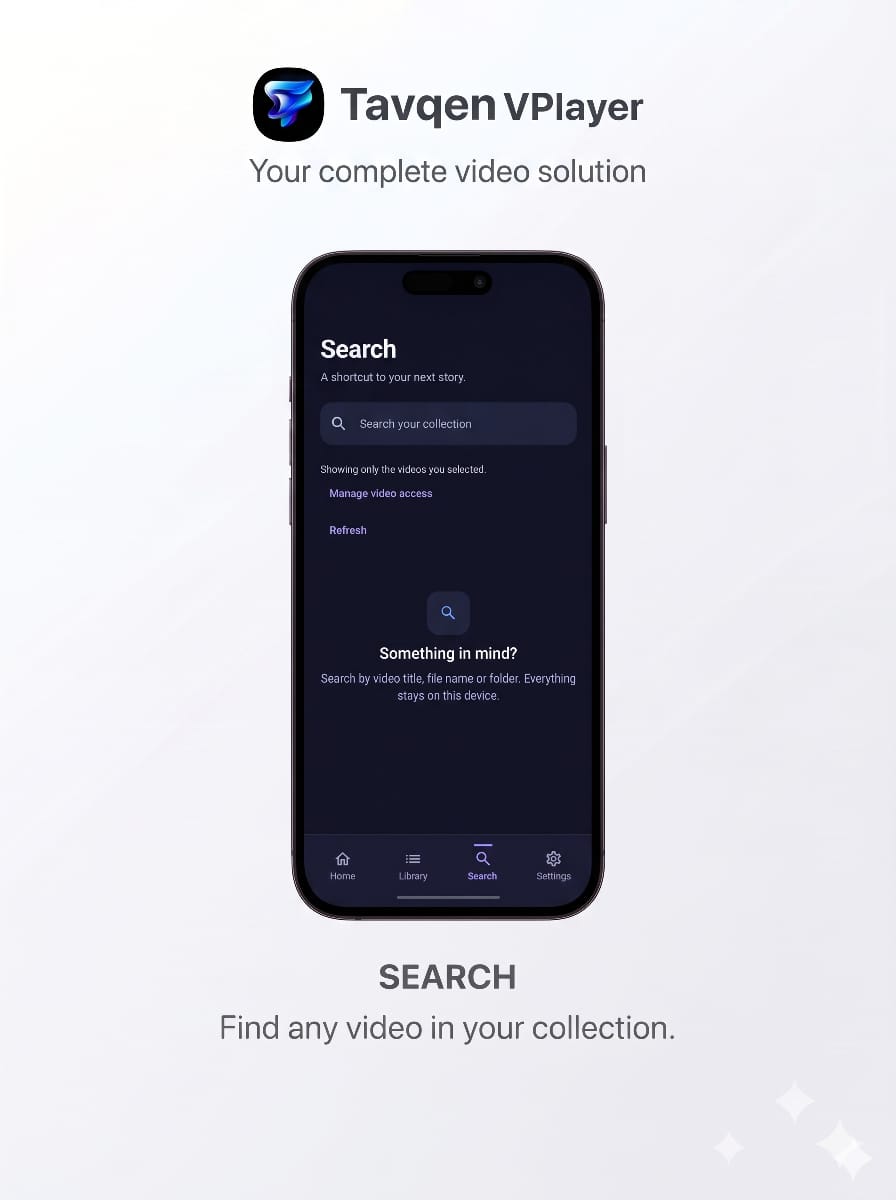 Tavqen VPlayer
Your complete video solution
Search
A shortcut to your next story.
Search your collection
Showing only the videos you selected.
Manage video access
Refresh
Something in mind?
Search by video title, file name or folder. Everything
stays on this device.
Home Library Search Settings
SEARCH
Find any video in your collection.